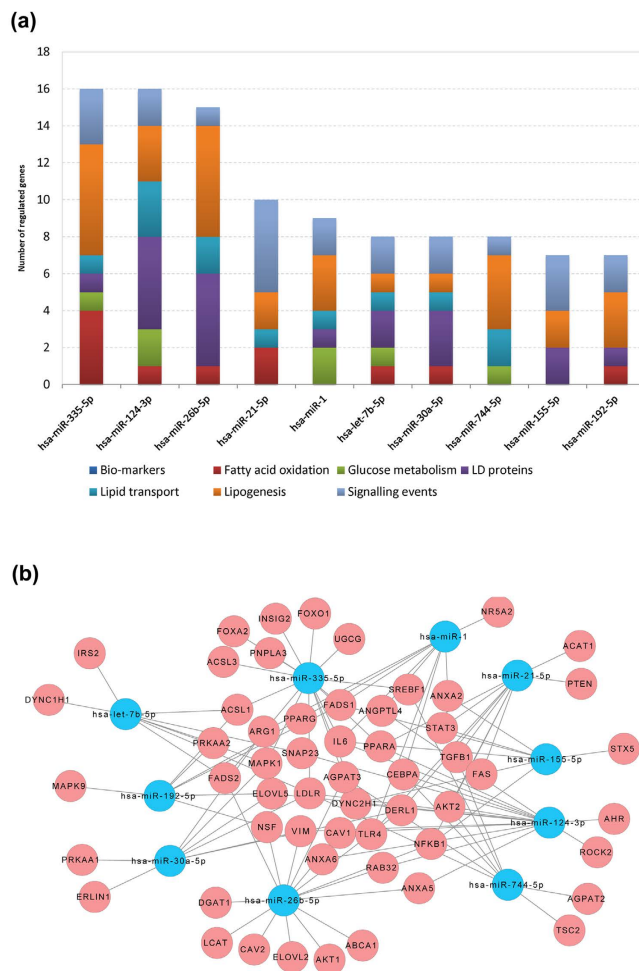 (a)
Number of regulated genes
18
16
14
12
10
8
6
4
2
0
hsa-miR-335-5p
hsa-miR-124-3p
hsa-miR-26b-5p
hsa-miR-21-5p
hsa-miR-1
hsa-let-7b-5p
hsa-miR-30a-5p
hsa-miR-744-5p
hsa-miR-155-5p
hsa-miR-192-5p
Bio-markers
Fatty acid oxidation
Glucose metabolism
LD proteins
Lipid transport
Lipogenesis
Signalling events
(b)
FOXO1
INSIG2
FOXA2
UGCG
hsa-miR-1
NR5A2
IRS2
PNPLA3
ACSL3
ACAT1
hsa-miR-335-5p
hsa-miR-21-5p
PTEN
SREBF1
ANXA2
DYNC1H1
FADS1
ANGPTL4
hsa-let-7b-5p
ACSL1
PPARG
ARG1
STAT3
PRKAA2
IL6
PPARA
SNAP23
STX5
hsa-miR-155-5p
TGFB1
MAPK1
FADS2
AGPAT3
CEBPA
FAS
MAPK9
hsa-miR-192-5p
ELOVL5
LDLR
DYNC2H1
DERL1
AKT2
hsa-miR-124-3p
AHR
NSF
VIM
CAV1
TLR4
NFKB1
ROCK2
PRKAA1
hsa-miR-30a-5p
ANXA6
RAB32
ERLIN1
DGAT1
hsa-miR-26b-5p
ANXA5
hsa-miR-744-5p
AGPAT2
LCAT
CAV2
ELOVL2
AKT1
ABCA1
TSC2